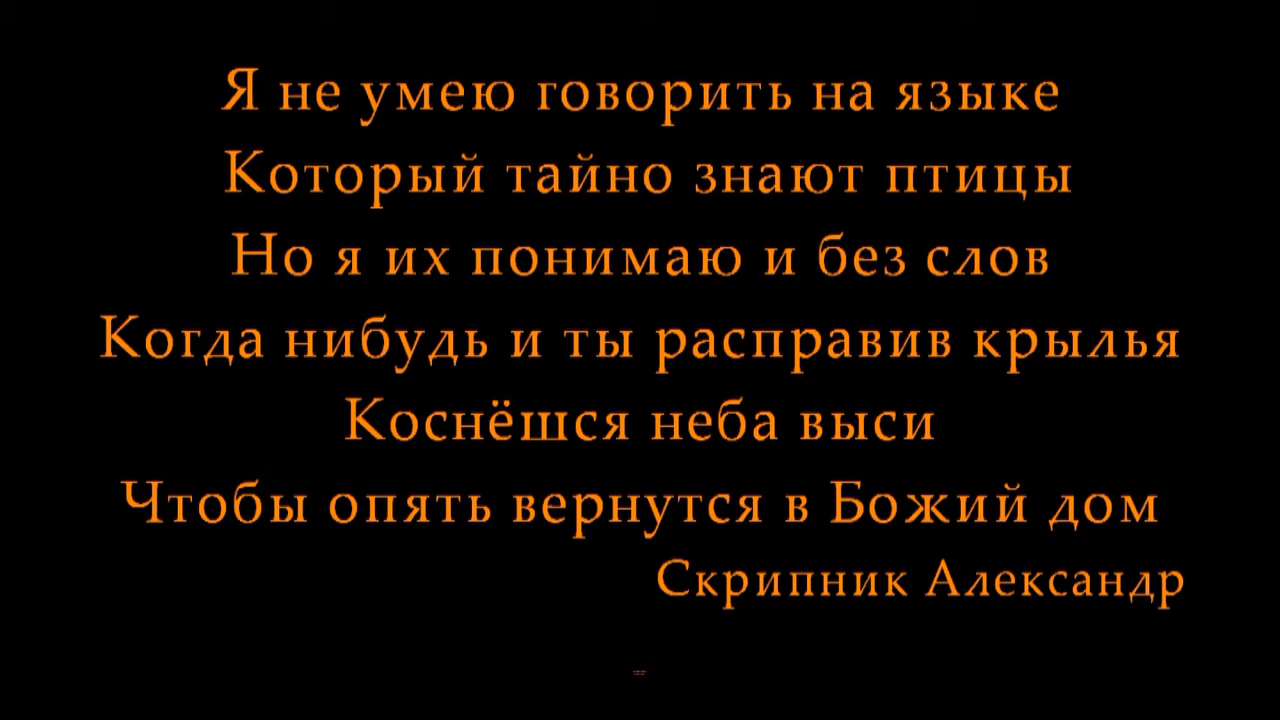 Я не умею говорить на языке
Который тайно знают птицы
Но я их понимаю и без слов
Когда нибудь и ты расправив крылья
Коснёшся неба выси
Чтобы опять вернутся в Божий дом
Скрипник Александр